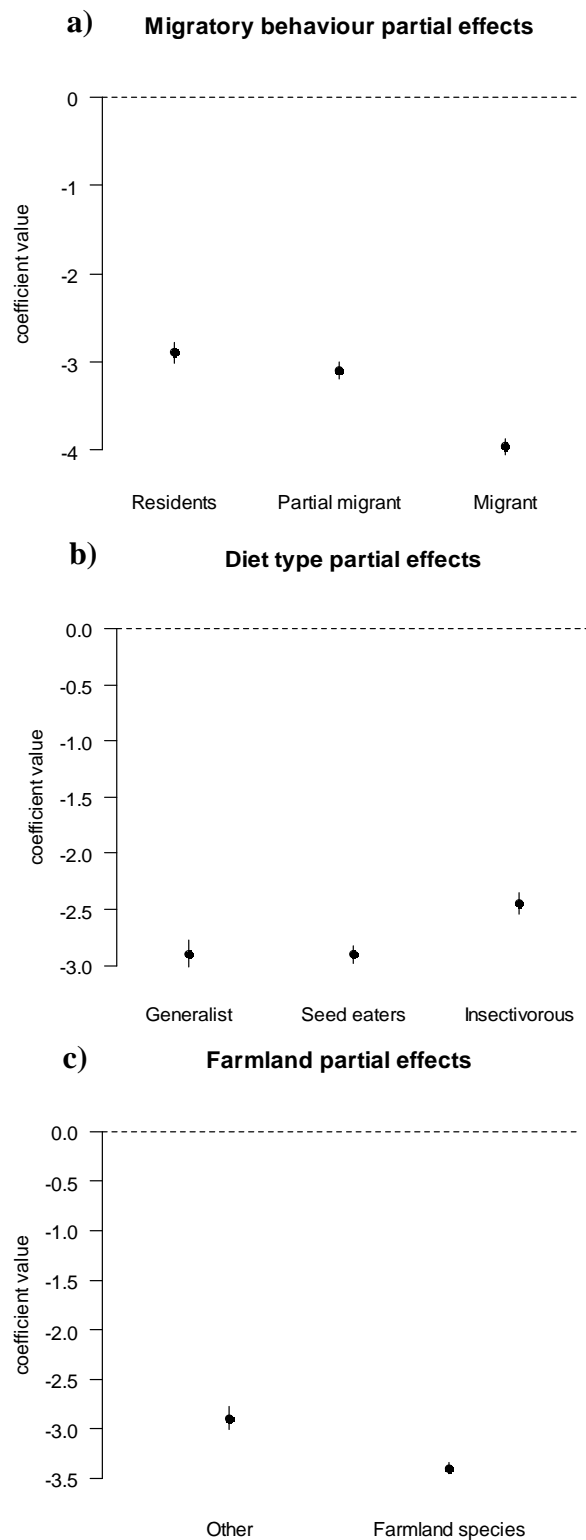 a) Migratory behaviour partial effects
0
-1
-2
-3
-4
coefficient value
Residents Partial migrant Migrant
b) Diet type partial effects
0.0
-0.5
-1.0
-1.5
-2.0
-2.5
-3.0
coefficient value
Generalist Seed eaters Insectivorous
c) Farmland partial effects
0.0
-0.5
-1.0
-1.5
-2.0
-2.5
-3.0
-3.5
coefficient value
Other Farmland species